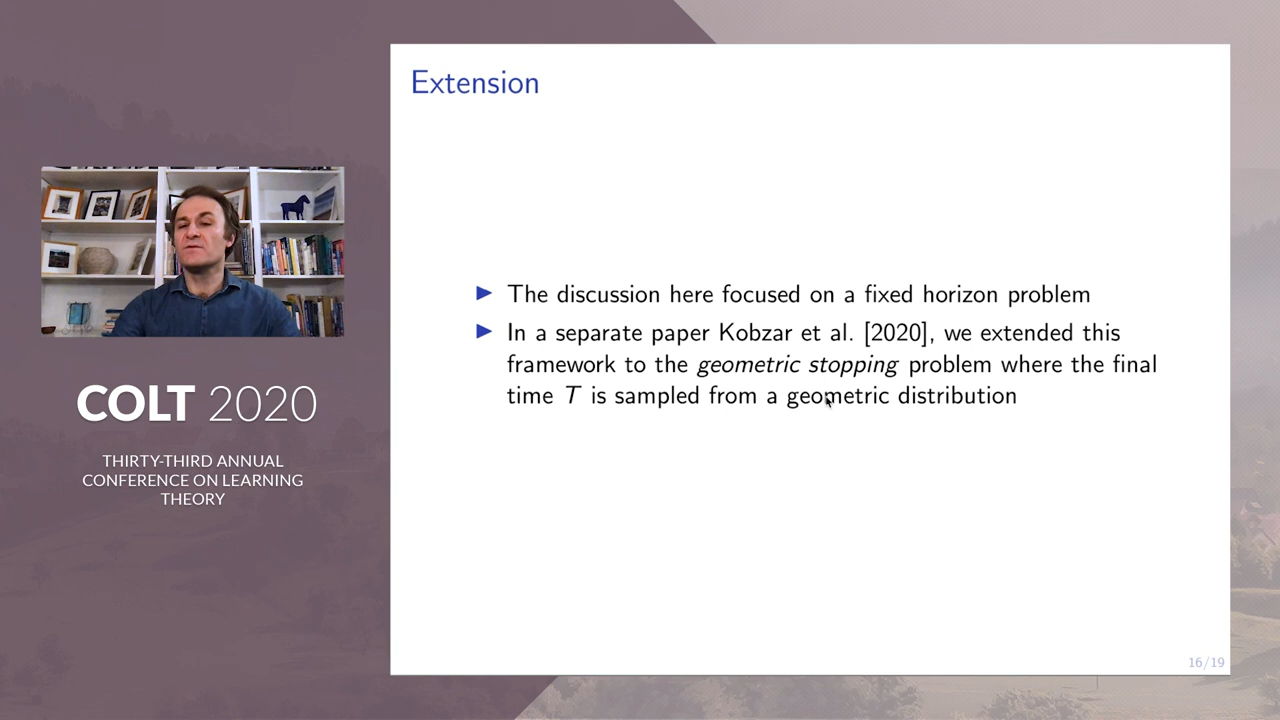 Extension
▶ The discussion here focused on a fixed horizon problem
▶ In a separate paper Kobzar et al. [2020], we extended this
framework to the geometric stopping problem where the final
time T is sampled from a geometric distribution
16/19
COLT 2020
THIRTY-THIRD ANNUAL
CONFERENCE ON LEARNING
THEORY